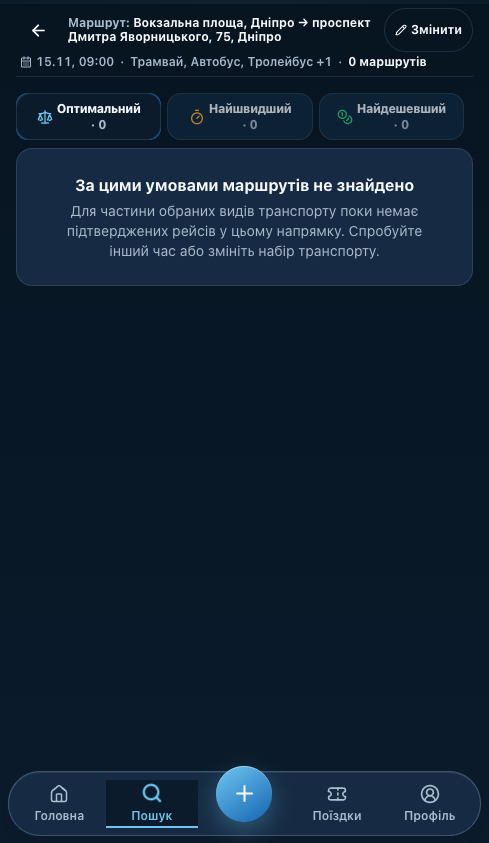 Маршрут: Вокзальна площа, Дніпро → проспект
Дмитра Яворницького, 75, Дніпро
Змінити
15.11, 09:00 · Трамвай, Автобус, Тролейбус +1 · 0 маршрутів
Оптимальний
· 0
Найшвидший
· 0
Найдешевший
· 0
За цими умовами маршрутів не знайдено
Для частини обраних видів транспорту поки немає
підтверджених рейсів у цьому напрямку. Спробуйте
інший час або змініть набір транспорту.
Головна
Пошук
Поїздки
Профіль